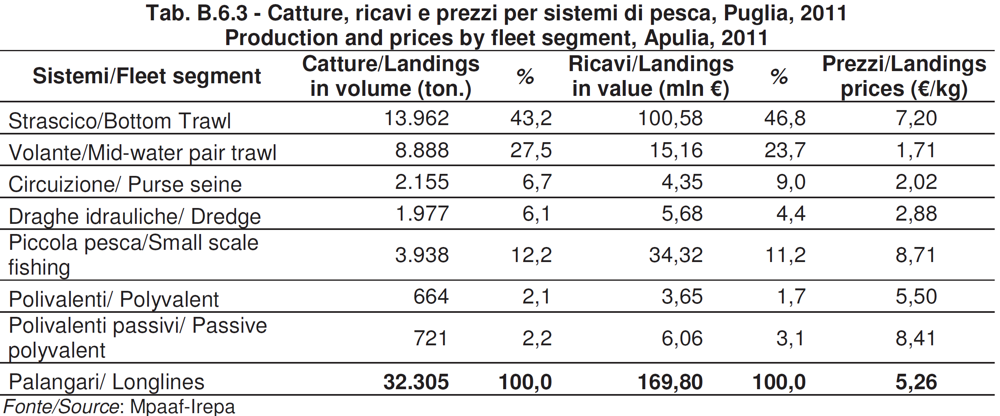 Tab. B.6.3 - Catture, ricavi e prezzi per sistemi di pesca, Puglia, 2011
Production and prices by fleet segment, Apulia, 2011
Sistemi/Fleet segment Catture/Landings in volume (ton.) % Ricavi/Landings in value (mln €) % Prezzi/Landings prices (€/kg)
Strascico/Bottom Trawl 13.962 43,2 100,58 46,8 7,20
Volante/Mid-water pair trawl 8.888 27,5 15,16 23,7 1,71
Circuizione/ Purse seine 2.155 6,7 4,35 9,0 2,02
Draghe idrauliche/ Dredge 1.977 6,1 5,68 4,4 2,88
Piccola pesca/Small scale fishing 3.938 12,2 34,32 11,2 8,71
Polivalenti/ Polyvalent 664 2,1 3,65 1,7 5,50
Polivalenti passivi/ Passive polyvalent 721 2,2 6,06 3,1 8,41
Palangari/ Longlines 32.305 100,0 169,80 100,0 5,26
Fonte/Source: Mpaaf-Irepa